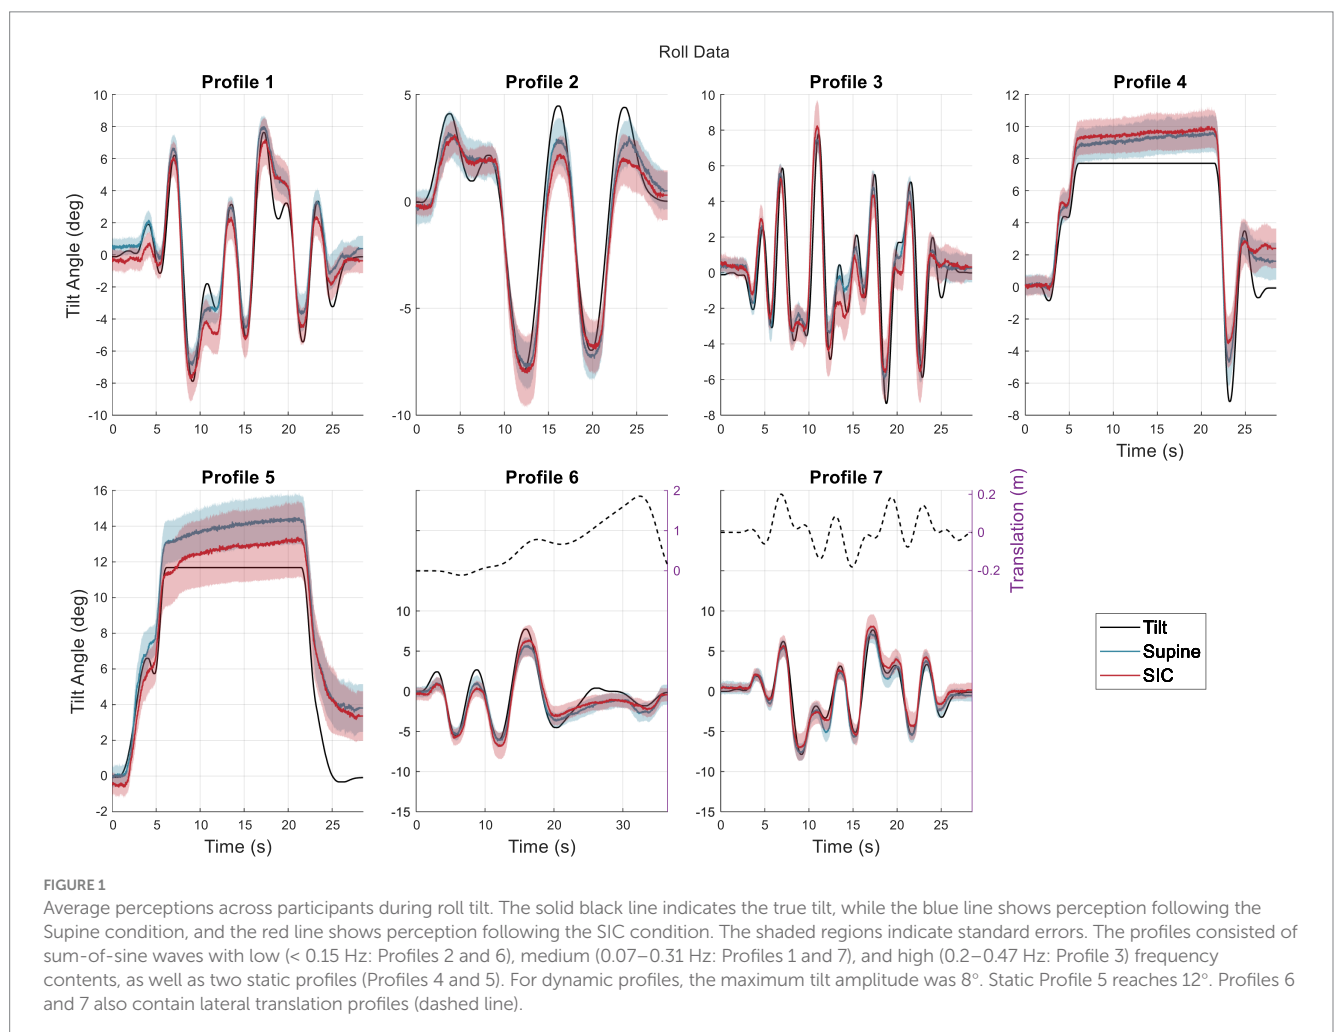 Roll Data
Profile 1
Profile 2
Profile 3
Profile 4
Tilt Angle (deg)
10
8
6
4
2
0
-2
-4
-6
-8
-10
0 5 10 15 20 25
5
0
-5
-10
0 5 10 15 20 25
10
8
6
4
2
0
-2
-4
-6
-8
0 5 10 15 20 25
12
10
8
6
4
2
0
-2
-4
-6
-8
0 5 10 15 20 25
Time (s)
Profile 5
Profile 6
Profile 7
Tilt Angle (deg)
16
14
12
10
8
6
4
2
0
-2
0 5 10 15 20 25
Time (s)
2
1
0
10
5
0
-5
-10
-15
0 10 20 30
Time (s)
0.2
0
-0.2
Translation (m)
10
5
0
-5
-10
-15
0 5 10 15 20 25
Time (s)
Tilt
Supine
SIC
FIGURE 1
Average perceptions across participants during roll tilt. The solid black line indicates the true tilt, while the blue line shows perception following the
Supine condition, and the red line shows perception following the SIC condition. The shaded regions indicate standard errors. The profiles consisted of
sum-of-sine waves with low (< 0.15 Hz: Profiles 2 and 6), medium (0.07–0.31 Hz: Profiles 1 and 7), and high (0.2–0.47 Hz: Profile 3) frequency
contents, as well as two static profiles (Profiles 4 and 5). For dynamic profiles, the maximum tilt amplitude was 8°. Static Profile 5 reaches 12°. Profiles 6
and 7 also contain lateral translation profiles (dashed line).